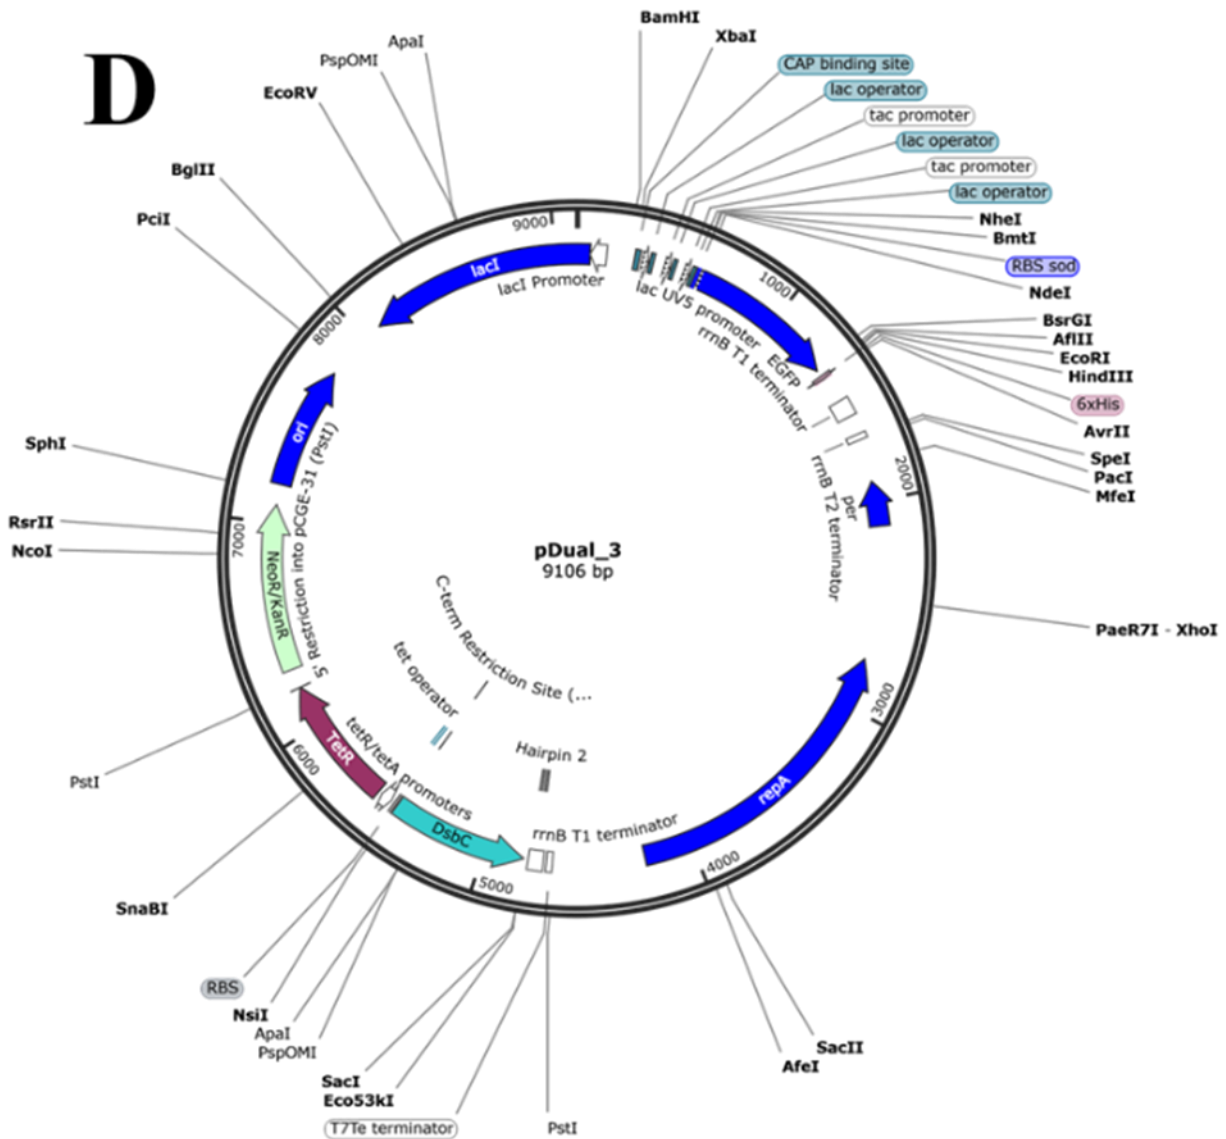 D
BamHI
XbaI
ApaI
PspOMI
EcoRV
BglII
PciI
CAP binding site
lac operator
tac promoter
lac operator
tac promoter
lac operator
NheI
BmtI
RBS sod
NdeI
BsrGI
AflII
EcoRI
HindIII
6xHis
AvrII
SpeI
PacI
MfeI
PaeR7I - XhoI
SacII
AfeI
PstI
T7Te terminator
Eco53kI
SacI
PspOMI
ApaI
NsiI
RBS
SnaBI
PstI
NcoI
RsrII
SphI
9000
1000
2000
3000
4000
5000
6000
7000
8000
lacI
lacI Promoter
lac UV5 promoter
EGFP
rrnB T1 terminator
rrnB T2 terminator
per
repA
rrnB T1 terminator
Hairpin 2
DsbC
tetR/tetA promoters
TetR
tet operator
C-term Restriction Site (...
5' Restriction into pCGE-31 (PstI)
NeoR/KanR
ori
pDual_3
9106 bp